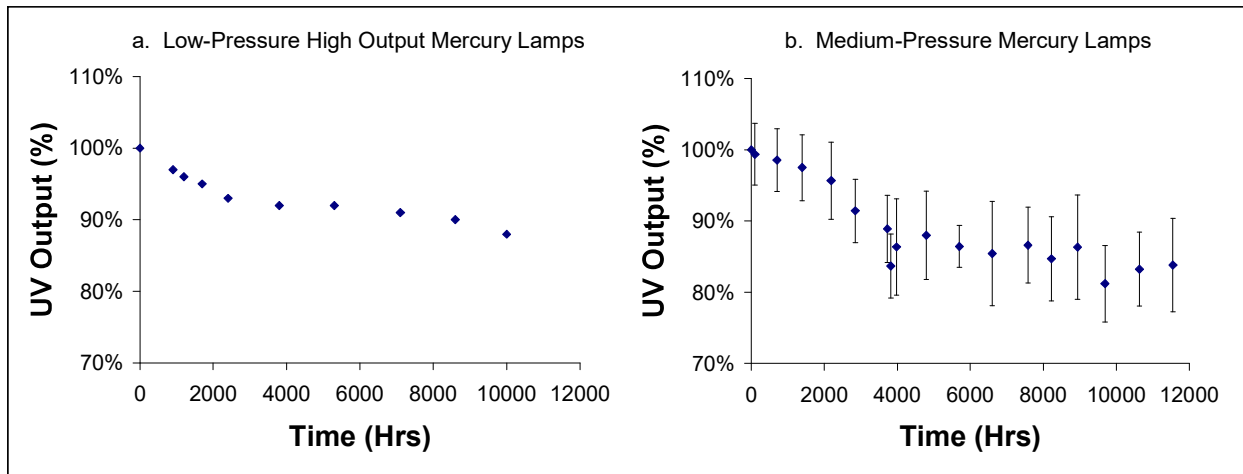 a. Low-Pressure High Output Mercury Lamps
110%
100%
90%
80%
70%
UV Output (%)
0 2000 4000 6000 8000 10000 12000
Time (Hrs)
b. Medium-Pressure Mercury Lamps
110%
100%
90%
80%
70%
UV Output (%)
0 2000 4000 6000 8000 10000 12000
Time (Hrs)